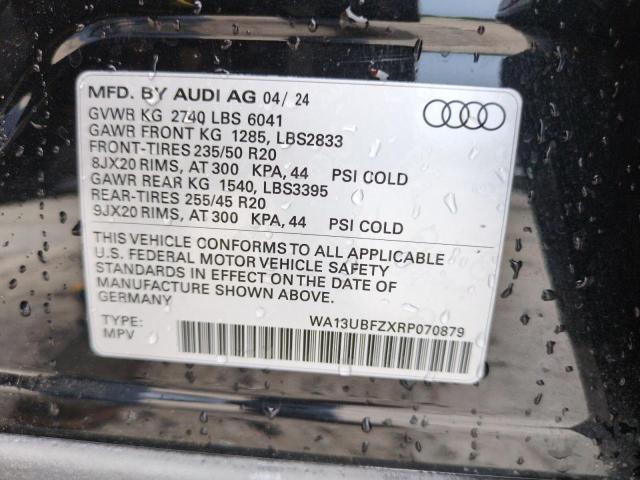 MFD. BY AUDI AG 04/ 24
GVWR KG 2740 LBS 6041
GAWR FRONT KG 1285, LBS2833
FRONT-TIRES 235/50 R20
8JX20 RIMS, AT 300 KPA, 44 PSI COLD
GAWR REAR KG 1540, LBS3395
REAR-TIRES 255/45 R20
9JX20 RIMS, AT 300 KPA, 44 PSI COLD
THIS VEHICLE CONFORMS TO ALL APPLICABLE
U.S. FEDERAL MOTOR VEHICLE SAFETY
STANDARDS IN EFFECT ON THE DATE OF
MANUFACTURE SHOWN ABOVE.
GERMANY
WA13UBFZXRP070879
TYPE:
MPV